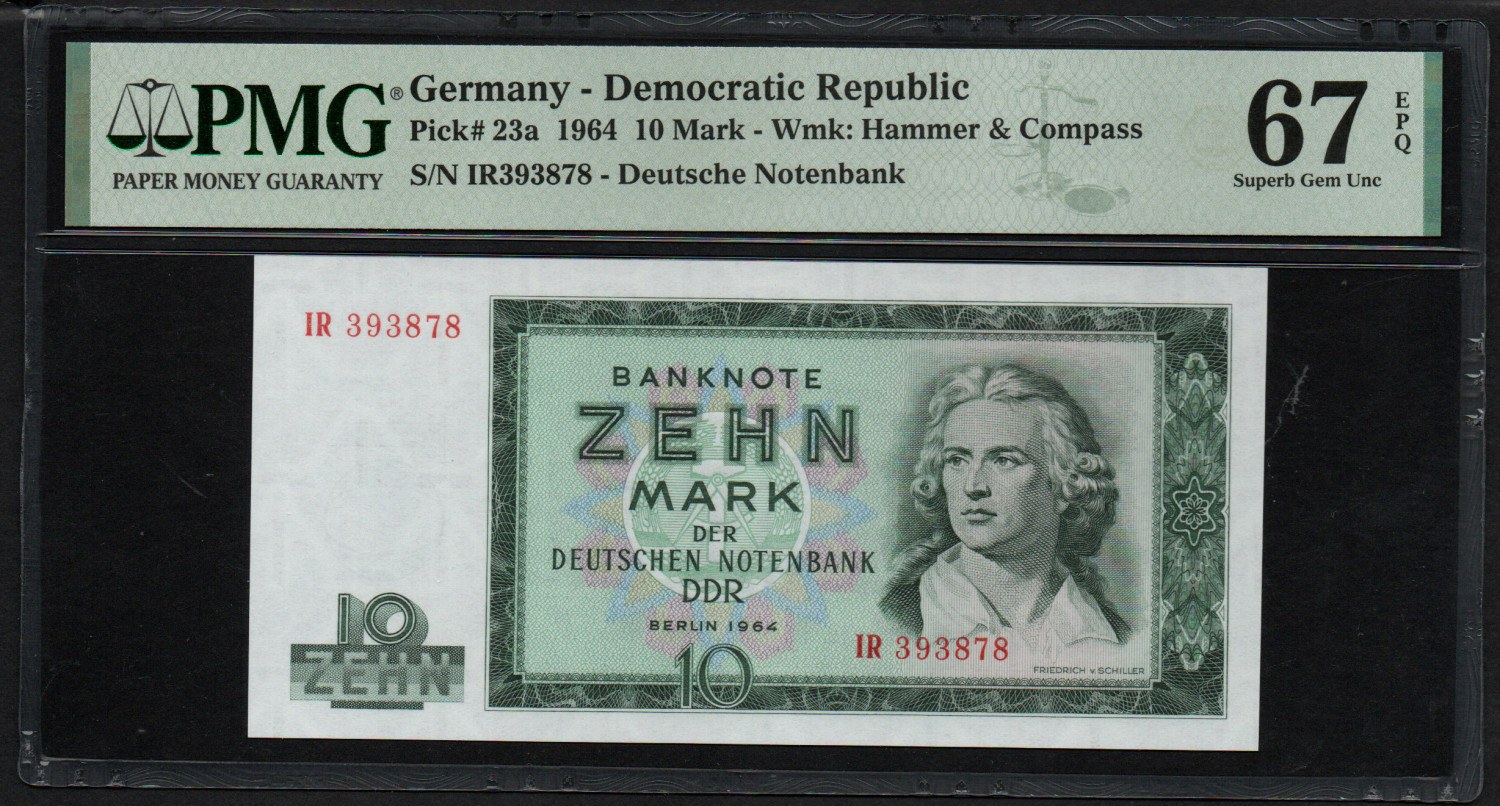 PMG®
PAPER MONEY GUARANTY
Germany - Democratic Republic
Pick# 23a 1964 10 Mark - Wmk: Hammer & Compass
S/N IR393878 - Deutsche Notenbank
67
EPQ
Superb Gem Unc
IR 393878
BANKNOTE
ZEHN
MARK
DER
DEUTSCHEN NOTENBANK
DDR
BERLIN 1964
10
IR 393878
FRIEDRICH v SCHILLER
10
ZEHN